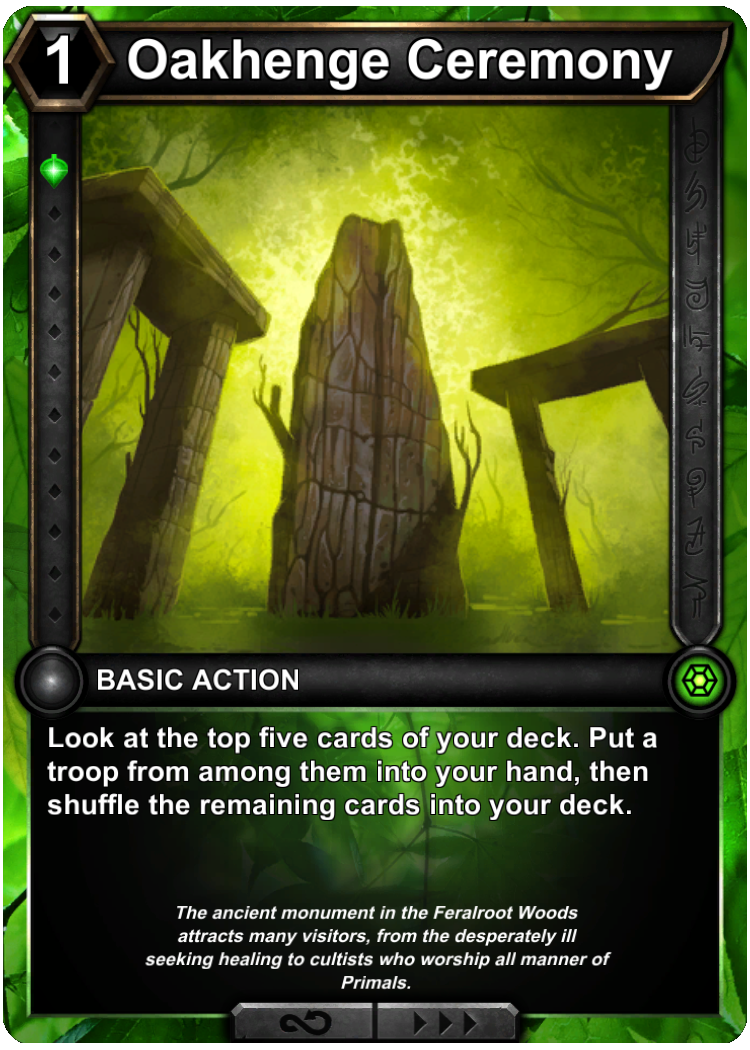 1
Oakhenge Ceremony
BASIC ACTION
Look at the top five cards of your deck. Put a
troop from among them into your hand, then
shuffle the remaining cards into your deck.
The ancient monument in the Feralroot Woods
attracts many visitors, from the desperately ill
seeking healing to cultists who worship all manner of
Primals.